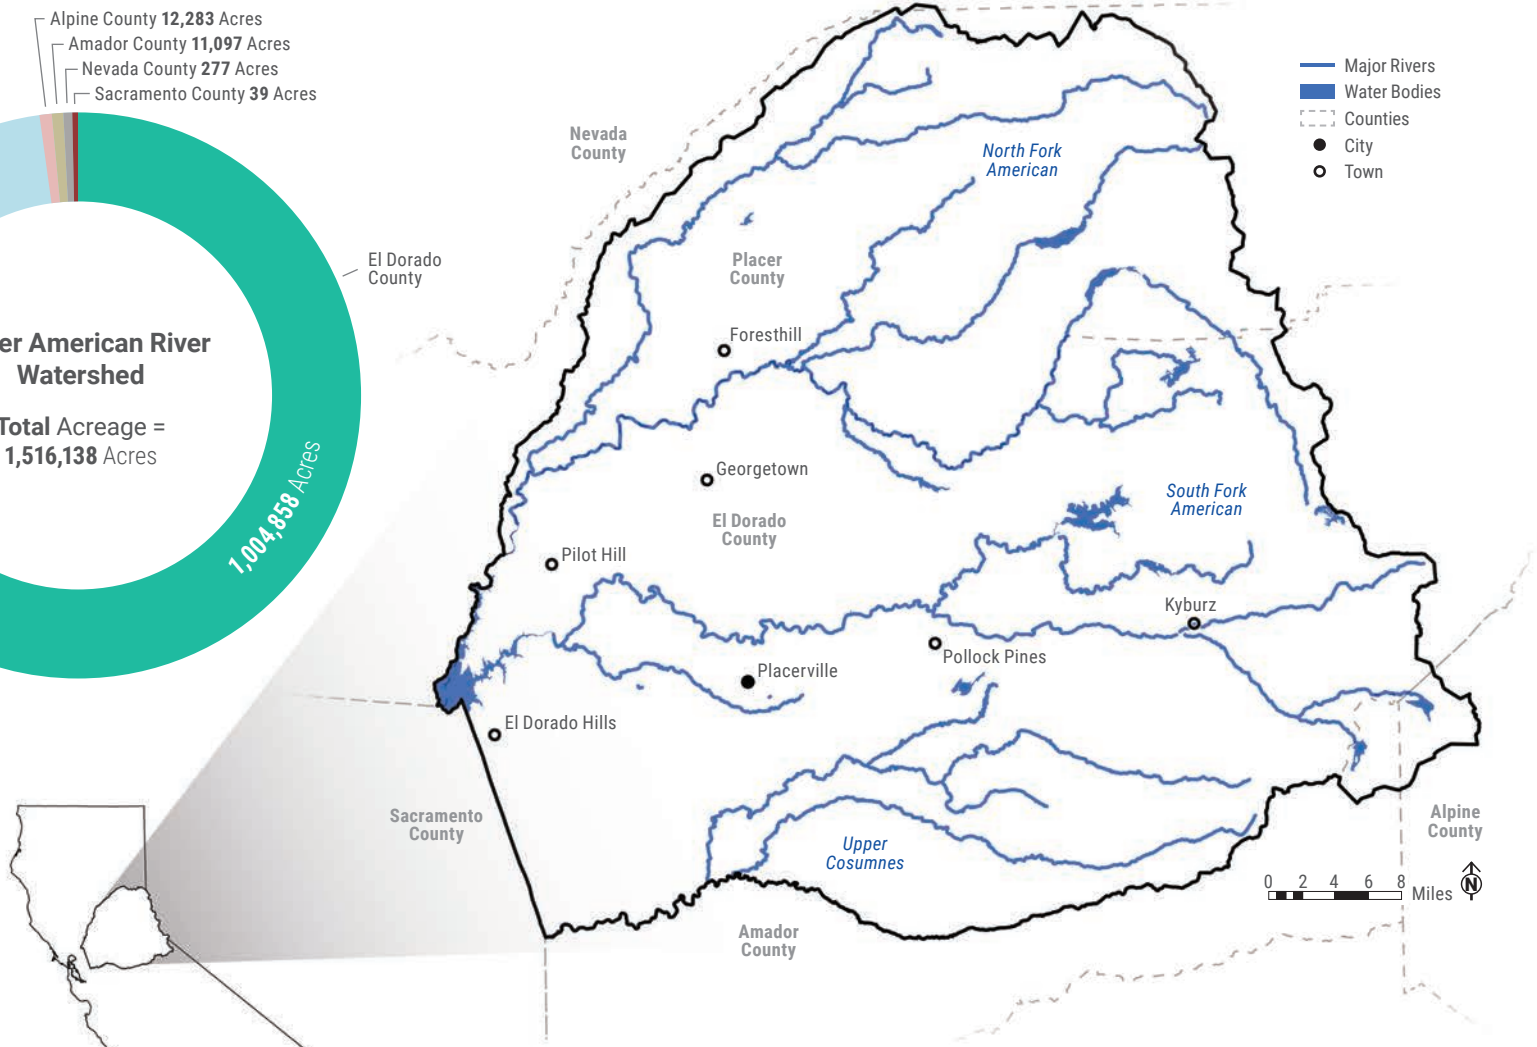 Alpine County 12,283 Acres
Amador County 11,097 Acres
Nevada County 277 Acres
Sacramento County 39 Acres
El Dorado
County
er American River
Watershed
Total Acreage =
1,516,138 Acres
1,004,858 Acres
Major Rivers
Water Bodies
Counties
City
Town
Nevada
County
North Fork
American
Placer
County
Foresthill
Georgetown
El Dorado
County
South Fork
American
Pilot Hill
Kyburz
Pollock Pines
Placerville
El Dorado Hills
Sacramento
County
Upper
Cosumnes
Alpine
County
Amador
County
0 2 4 6 8
Miles
N